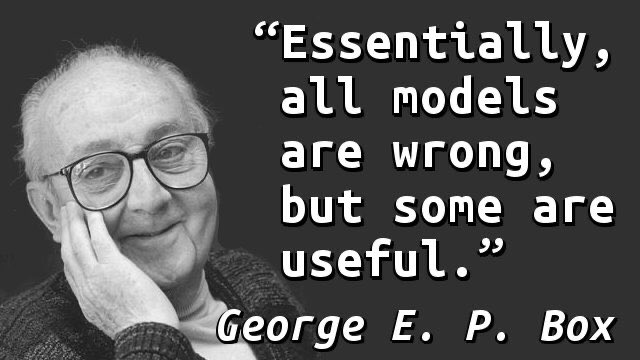 “Essentially,
all models
are wrong,
but some are
useful.”
George E. P. Box